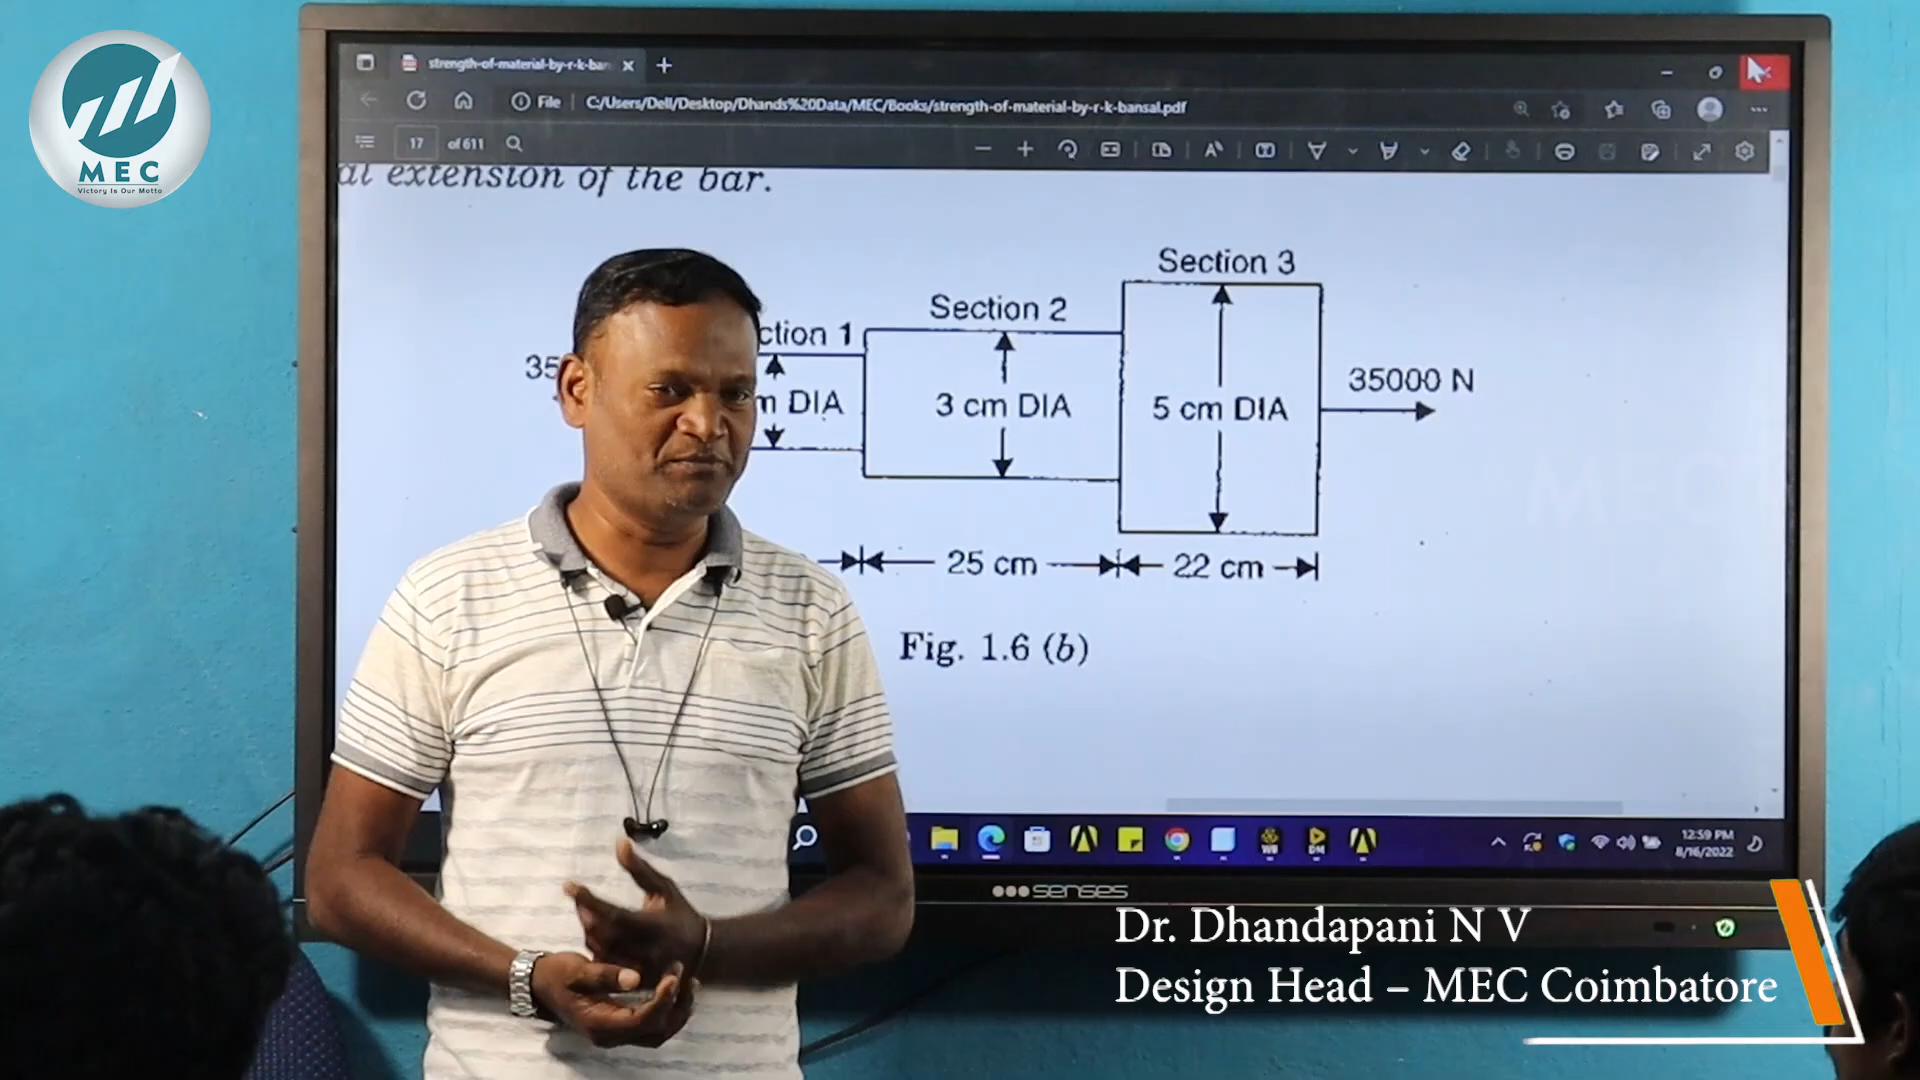 MEC
Victory Is Our Motto
strength-of-material-by-r-k-ban
File
C:/Users/Dell/Desktop/Dhands%20Data/MEC/Books/strength-of-material-by-r-k-bansal.pdf
17 of 611
al extension of the bar.
Section 3
Section 2
ction 1
35
35000 N
m DIA
3 cm DIA
5 cm DIA
25 cm
22 cm
Fig. 1.6 (b)
12:59 PM
8/16/2022
senses
Dr. Dhandapani N V
Design Head – MEC Coimbatore